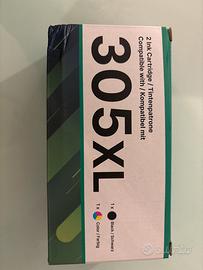 2 Ink Cartridge / Tintenpatrone
Compatible with / Kompatibel mit
305XL
1 x Black / Schwarz
1 x Color / Farbig